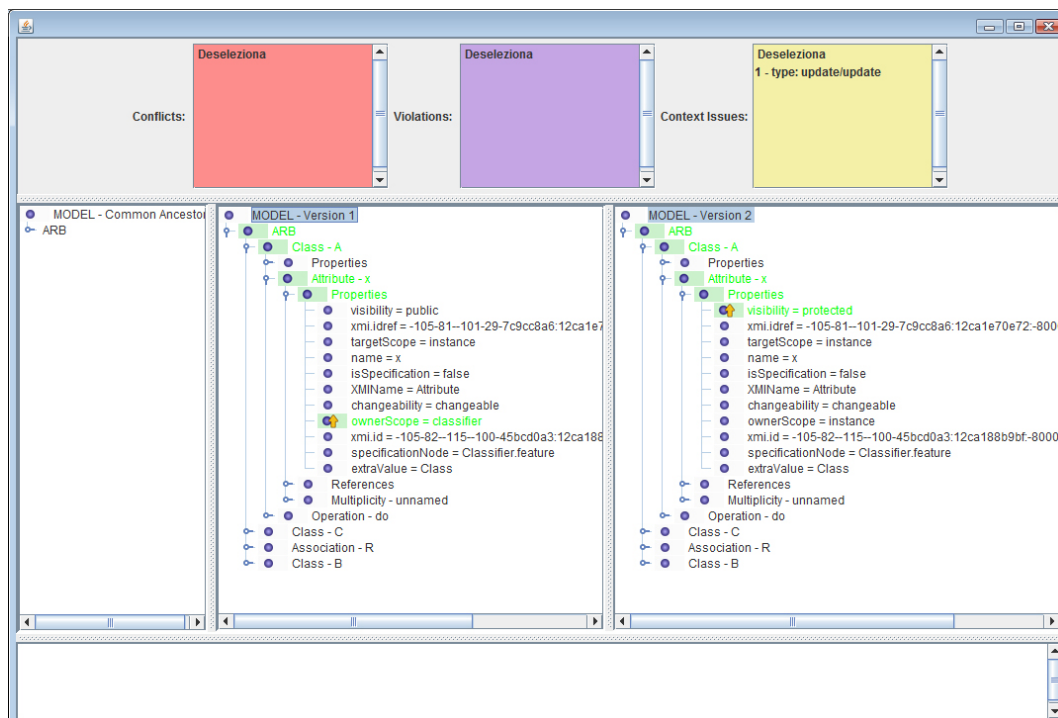 Conflicts:
Deseleziona
Violations:
Deseleziona
Context Issues:
Deseleziona
1 - type: update/update
MODEL - Common Ancestor
ARB
MODEL - Version 1
ARB
Class - A
Properties
Attribute - x
Properties
visibility = public
xmi.idref = -105-81--101-29-7c9cc8a6:12ca1e7
targetScope = instance
name = x
isSpecification = false
XMIName = Attribute
changeability = changeable
ownerScope = classifier
xmi.id = -105-82--115--100-45bcd0a3:12ca188
specificationNode = Classifier.feature
extraValue = Class
References
Multiplicity - unnamed
Operation - do
Class - C
Association - R
Class - B
MODEL - Version 2
ARB
Class - A
Properties
Attribute - x
Properties
visibility = protected
xmi.idref = -105-81--101-29-7c9cc8a6:12ca1e70e72:-800
targetScope = instance
name = x
isSpecification = false
XMIName = Attribute
changeability = changeable
ownerScope = instance
xmi.id = -105-82--115--100-45bcd0a3:12ca188b9bf:-8000
specificationNode = Classifier.feature
extraValue = Class
References
Multiplicity - unnamed
Operation - do
Class - C
Association - R
Class - B